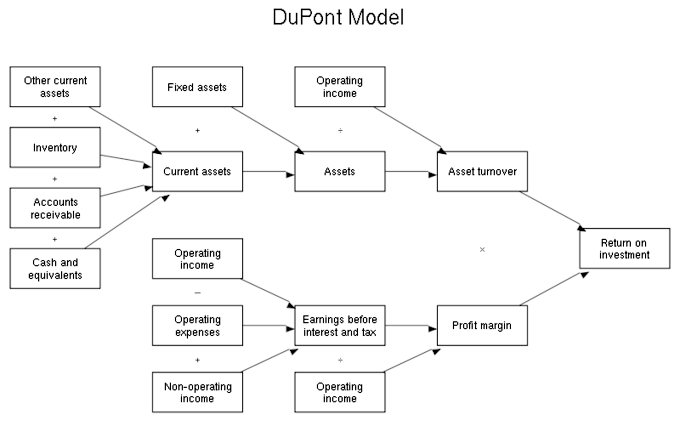 DuPont Model
Other current
assets
Fixed assets
Operating
income
+
+
÷
Inventory
+
Current assets
Assets
Asset turnover
Accounts
receivable
+
Cash and
equivalents
Operating
income
×
Return on
investment
−
Operating
expenses
Earnings before
interest and tax
Profit margin
+
÷
Non-operating
income
Operating
income